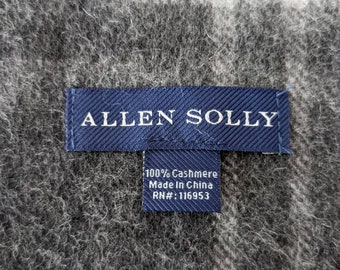 ALLEN SOLLY
100% Cashmere
Made in China
RN#: 116953